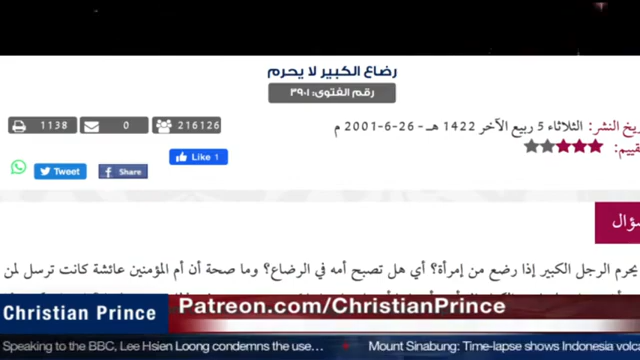 رضاع الكبير لا يحرم
رقم الفتوى: ٣٩٠١
1138
0
216126
يخ النشر: الثلاثاء 5 ربيع الآخر 1422 هـ - 26-6-2001 م
قييم:
Like 1
Tweet
Share
ؤال
يحرم الرجل الكبير إذا رضع من إمرأة؟ أي هل تصبح أمه في الرضاع؟ وما صحة أن أم المؤمنين عائشة كانت ترسل لمن
Christian Prince
Patreon.com/ChristianPrince
Speaking to the BBC, Lee Hsien Loong condemns the use...
Mount Sinabung: Time-lapse shows Indonesia volc